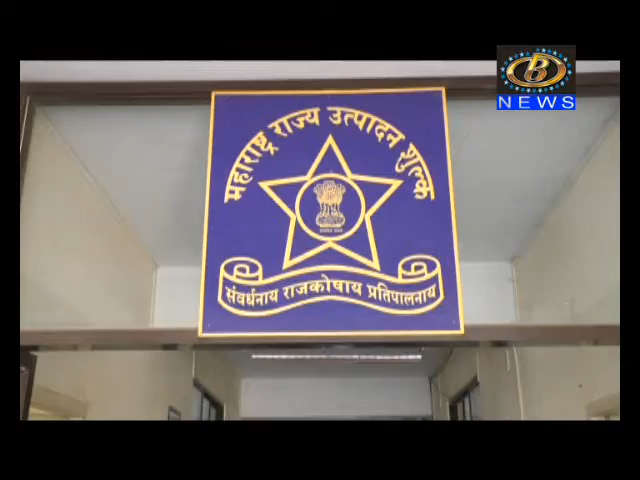 B
NEWS
महाराष्ट्र राज्य उत्पादन शुल्क
संवर्धनाय राजकोषाय प्रतिपालनाय